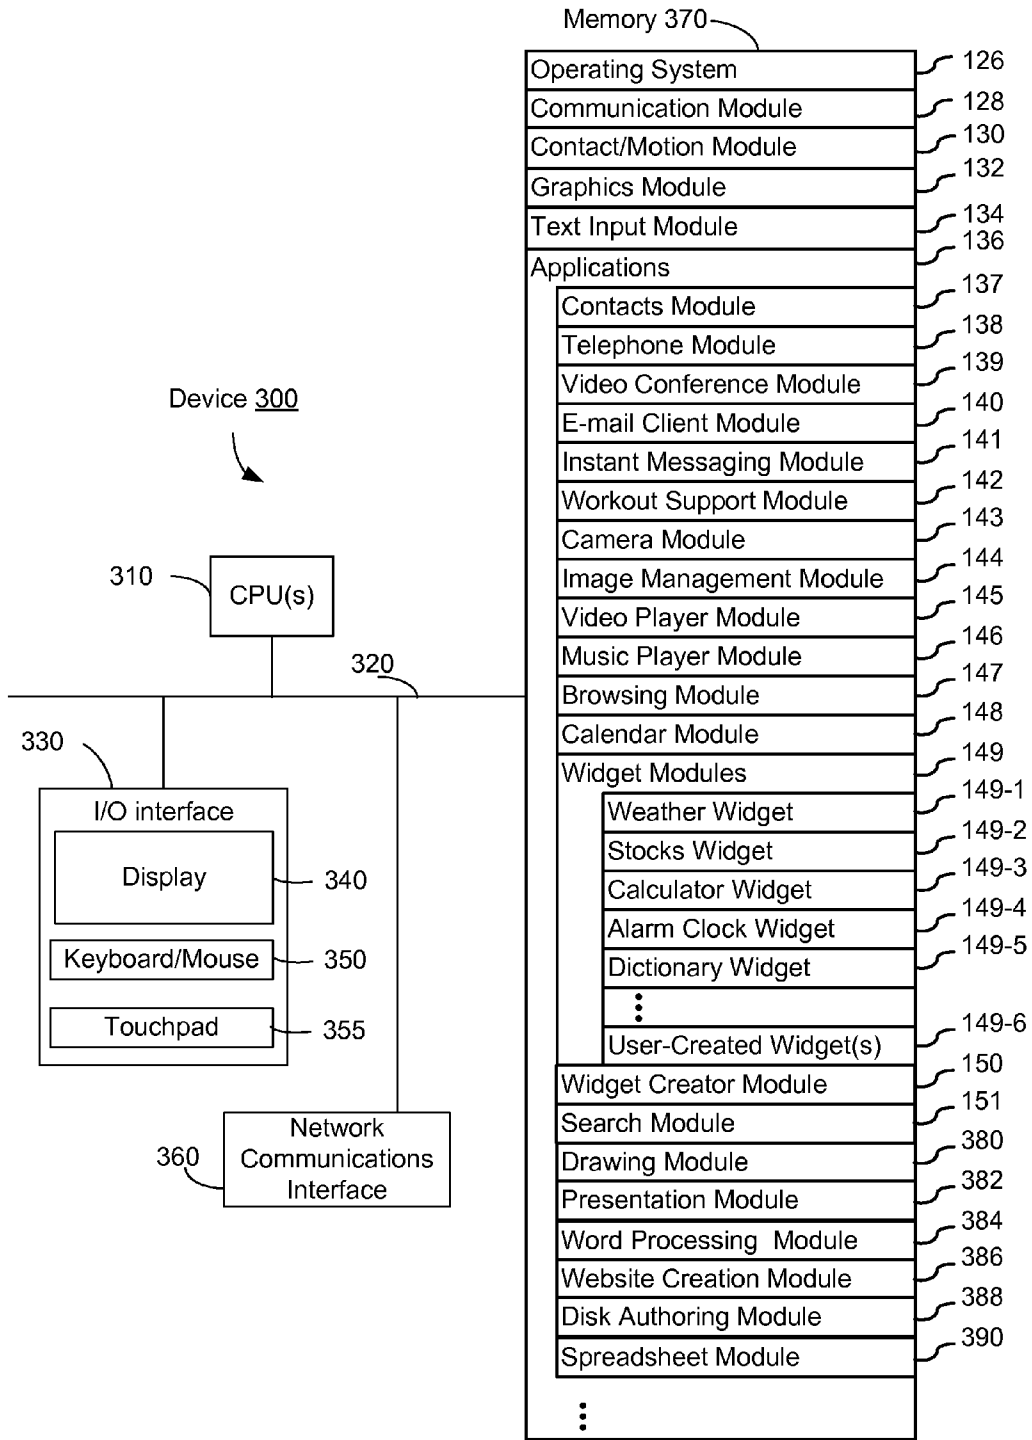 Memory 370
Operating System 126
Communication Module 128
Contact/Motion Module 130
Graphics Module 132
Text Input Module 134
Applications 136
Contacts Module 137
Telephone Module 138
Video Conference Module 139
E-mail Client Module 140
Instant Messaging Module 141
Workout Support Module 142
Camera Module 143
Image Management Module 144
Video Player Module 145
Music Player Module 146
Browsing Module 147
Calendar Module 148
Widget Modules 149
Weather Widget 149-1
Stocks Widget 149-2
Calculator Widget 149-3
Alarm Clock Widget 149-4
Dictionary Widget 149-5
User-Created Widget(s) 149-6
Widget Creator Module 150
Search Module 151
Drawing Module 380
Presentation Module 382
Word Processing Module 384
Website Creation Module 386
Disk Authoring Module 388
Spreadsheet Module 390
Device 300
310
CPU(s)
320
330
I/O interface
Display 340
Keyboard/Mouse 350
Touchpad 355
360
Network
Communications
Interface